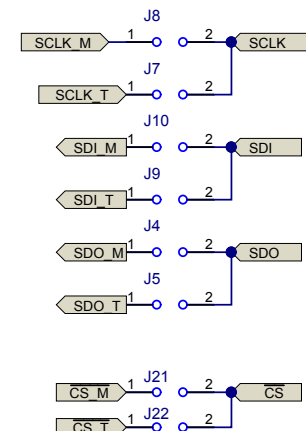 J8
SCLK_M 1 2 SCLK
J7
SCLK_T 1 2
J10
SDI_M 1 2 SDI
J9
SDI_T 1 2
J4
SDO_M 1 2 SDO
J5
SDO_T 1 2
J21
CS_M 1 2 CS
J22
CS_T 1 2